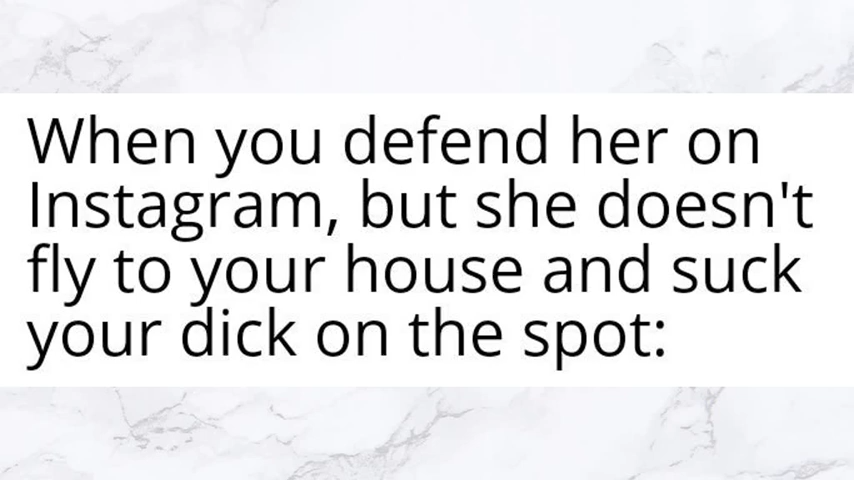 When you defend her on
Instagram, but she doesn't
fly to your house and suck
your dick on the spot: